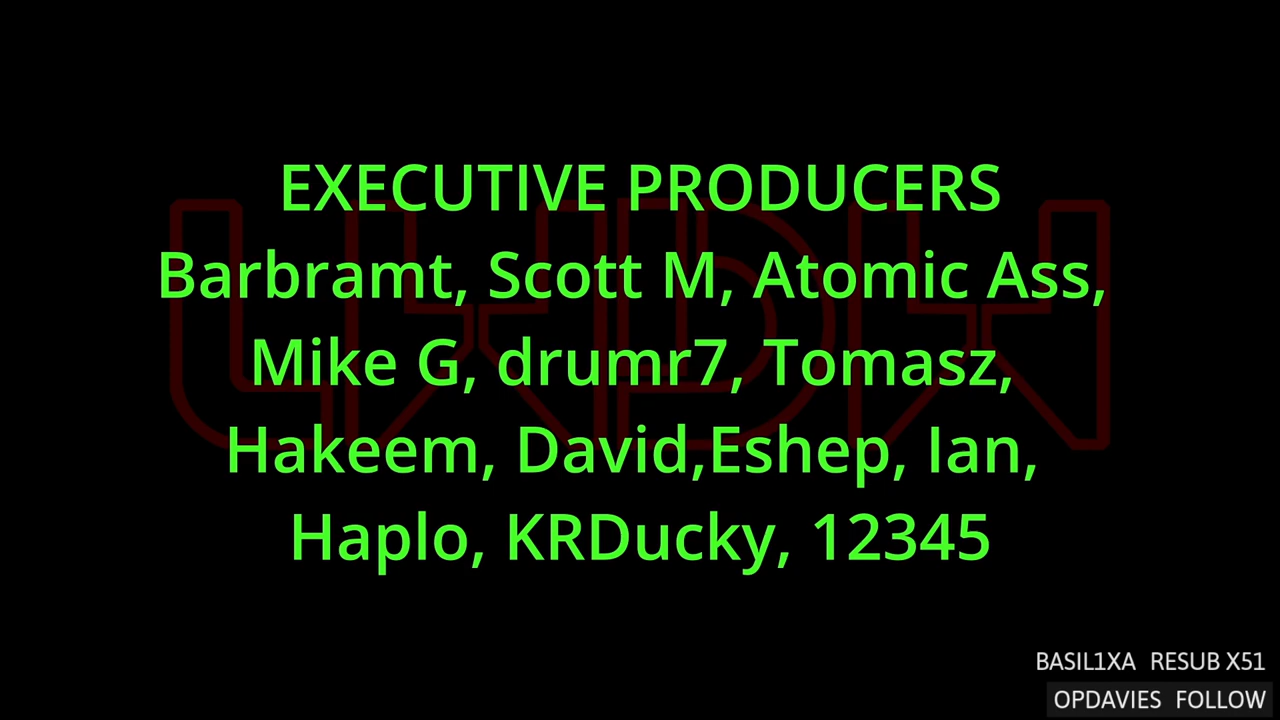 EXECUTIVE PRODUCERS
Barbramt, Scott M, Atomic Ass,
Mike G, drumr7, Tomasz,
Hakeem, David,Eshep, Ian,
Haplo, KRDucky, 12345
BASIL1XA RESUB X51
OPDAVIES FOLLOW